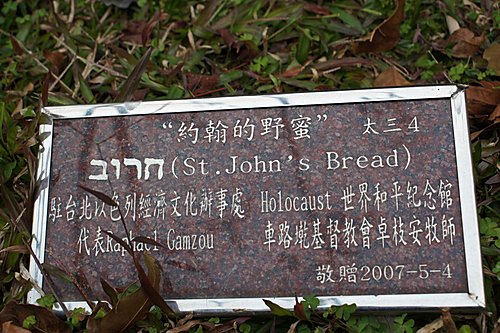 “約翰的野蜜” 太三4
חרוב (St.John's Bread)
駐台北以色列經濟文化辦事處 Holocaust 世界和平紀念館
代表Raphael Gamzou 車路墘基督教會卓枝安牧師
敬贈2007-5-4